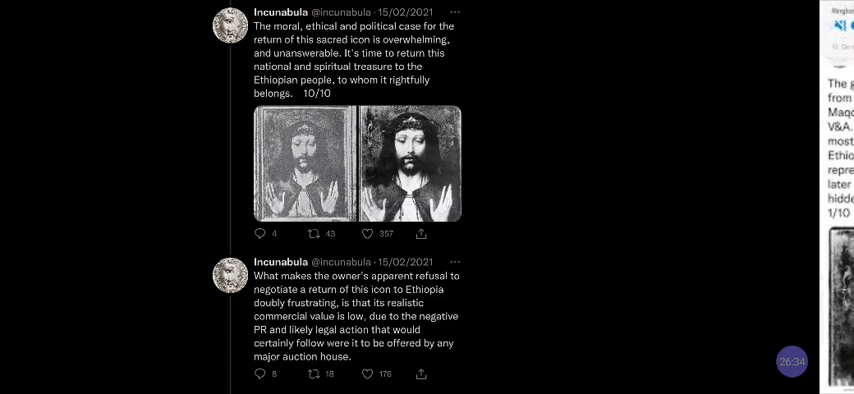 Incunabula @incunabula · 15/02/2021 ···
The moral, ethical and political case for the
return of this sacred icon is overwhelming,
and unanswerable. It's time to return this
national and spiritual treasure to the
Ethiopian people, to whom it rightfully
belongs. 10/10
4 43 357
Incunabula @incunabula · 15/02/2021 ···
What makes the owner's apparent refusal to
negotiate a return of this icon to Ethiopia
doubly frustrating, is that its realistic
commercial value is low, due to the negative
PR and likely legal action that would
certainly follow were it to be offered by any
major auction house.
8 18 176
26:34
The g
from
Maqd
V&A.
most
Ethio
repre
later
hidde
1/10